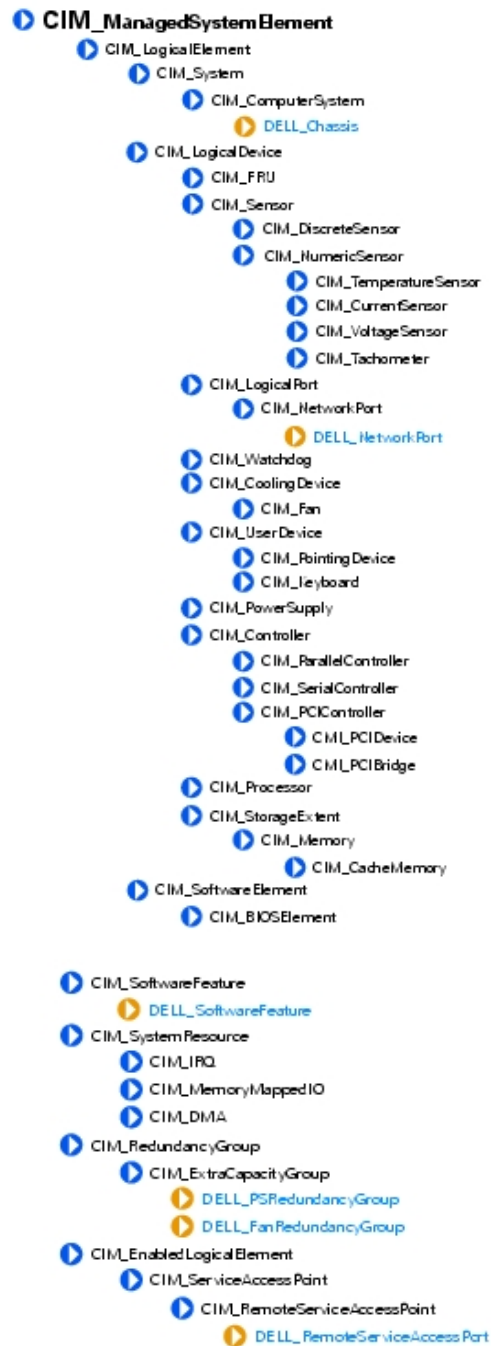 CIM_ManagedSystemElement
CIM_LogicalElement
CIM_System
CIM_ComputerSystem
DELL_Chassis
CIM_LogicalDevice
CIM_FRU
CIM_Sensor
CIM_DiscreteSensor
CIM_NumericSensor
CIM_TemperatureSensor
CIM_CurrentSensor
CIM_VoltageSensor
CIM_Tachometer
CIM_LogicalPort
CIM_NetworkPort
DELL_NetworkPort
CIM_Watchdog
CIM_CoolingDevice
CIM_Fan
CIM_UserDevice
CIM_PointingDevice
CIM_Keyboard
CIM_PowerSupply
CIM_Controller
CIM_ParallelController
CIM_SerialController
CIM_PCIController
CMI_PCIDevice
CMI_PCIBridge
CIM_Processor
CIM_StorageExtent
CIM_Memory
CIM_CacheMemory
CIM_SoftwareElement
CIM_BIOSElement
CIM_SoftwareFeature
DELL_SoftwareFeature
CIM_SystemResource
CIM_IRQ
CIM_MemoryMappedIO
CIM_DMA
CIM_RedundancyGroup
CIM_ExtraCapacityGroup
DELL_PSRedundancyGroup
DELL_FanRedundancyGroup
CIM_EnabledLogicalElement
CIM_ServiceAccessPoint
CIM_RemoteServiceAccessPoint
DELL_RemoteServiceAccessPort